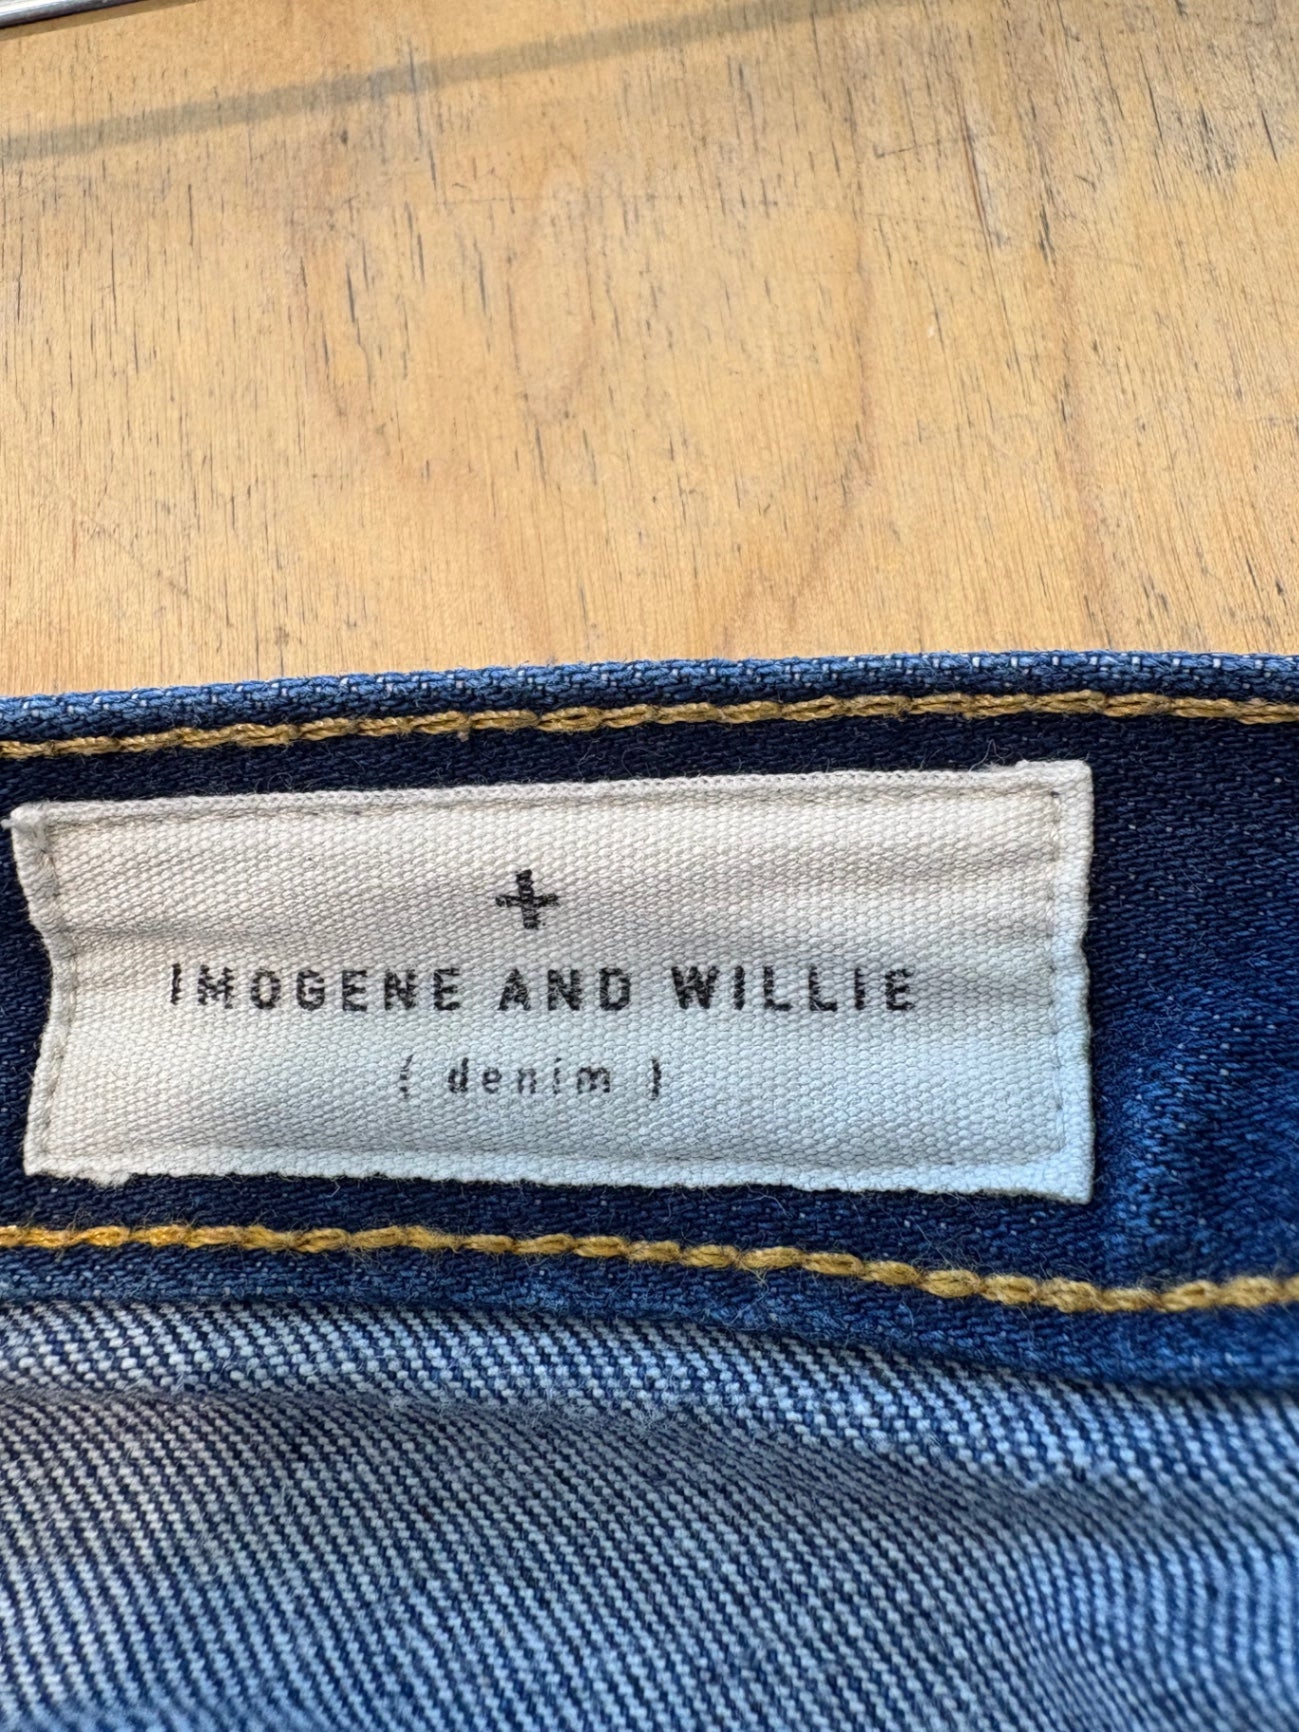 +
IMOGENE AND WILLIE
( denim )